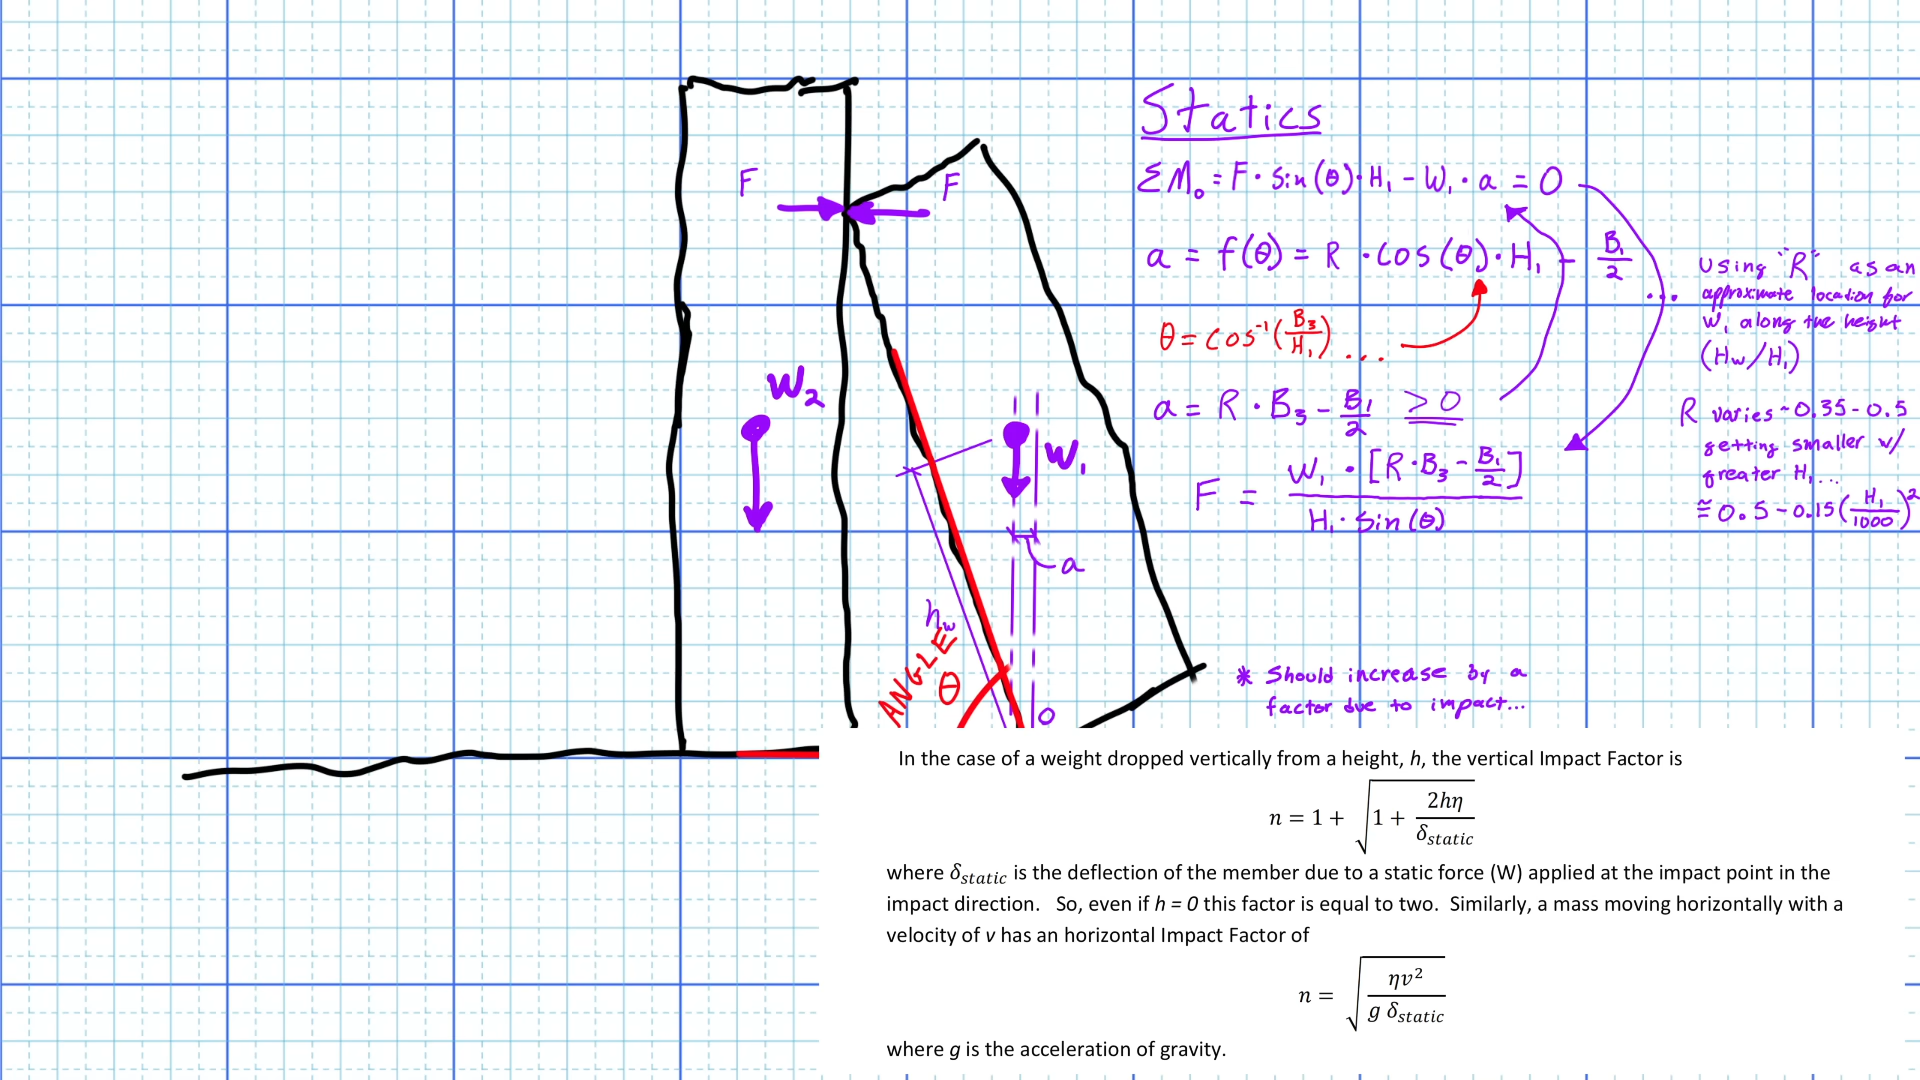 Statics
ΣM₀ = F · sin(θ) · H₁ - W₁ · a = 0
a = f(θ) = R · cos(θ) · H₁ - B₁/2
θ = cos⁻¹(B₃/H₁) ...
a = R · B₃ - B₁/2 ≥ 0
F = W₁ · [R · B₃ - B₁/2] / H₁ · sin(θ)
... Using "R" as an
approximate location for
W₁ along the height
(Hw/H₁)
R varies ~ 0.35 - 0.5
getting smaller w/
greater H₁...
≅ 0.5 - 0.15(H₁/1000)²
F
F
W₂
W₁
a
hw
ANGLE
θ
O
* Should increase by a
factor due to impact...
In the case of a weight dropped vertically from a height, h, the vertical Impact Factor is
n = 1 + √(1 + 2hη/δstatic)
where δstatic is the deflection of the member due to a static force (W) applied at the impact point in the
impact direction. So, even if h = 0 this factor is equal to two. Similarly, a mass moving horizontally with a
velocity of v has an horizontal Impact Factor of
n = √(ηv²/g δstatic)
where g is the acceleration of gravity.